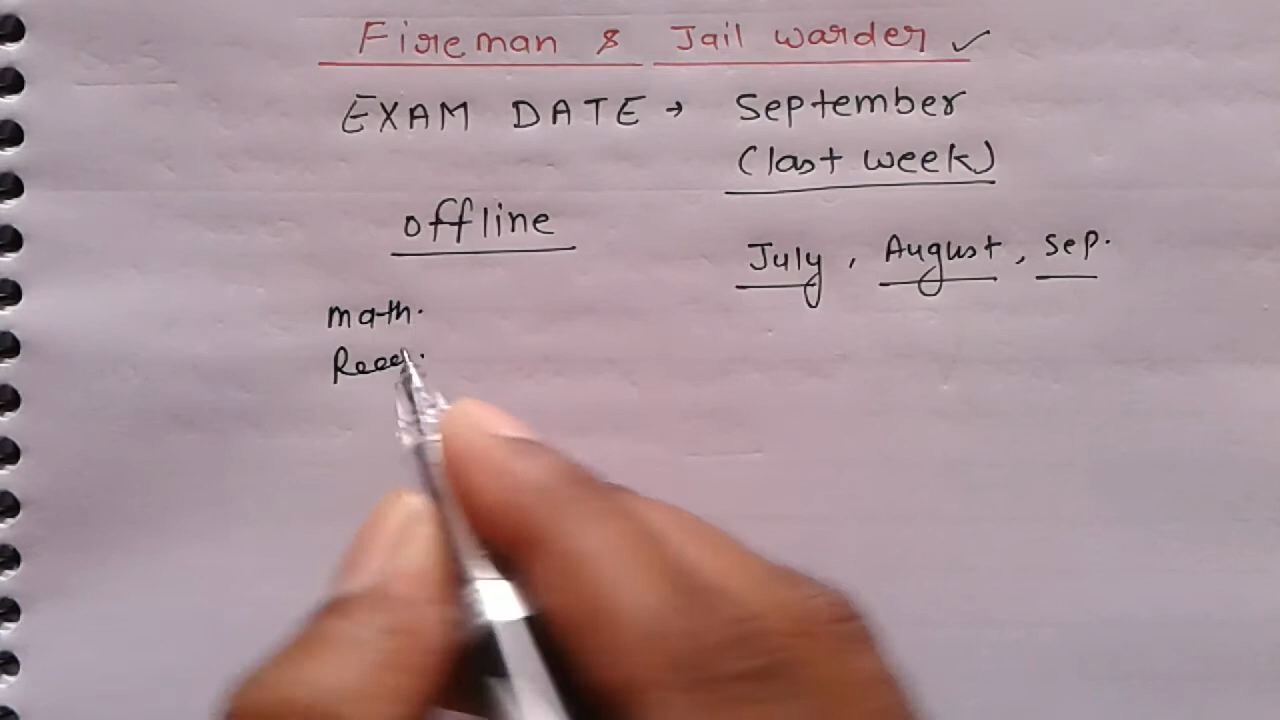 Fireman & Jail warder ✓
EXAM DATE → September
(last week)
offline
July, August, Sep.
math.